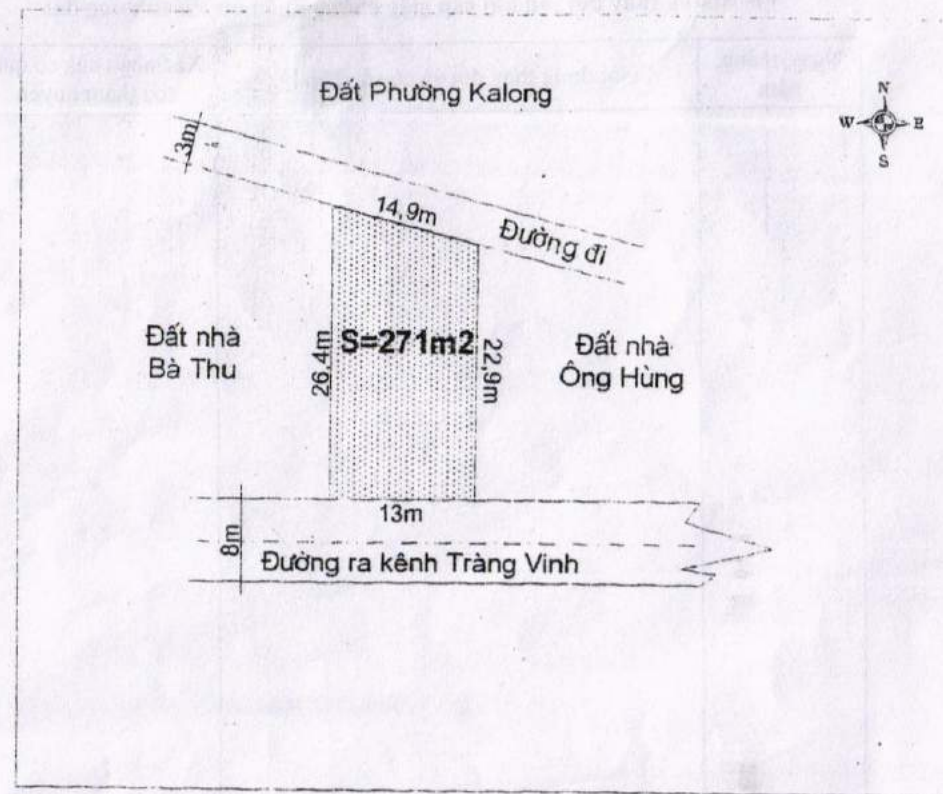 Đất Phường Kalong
N
W E
S
3m
14,9m
Đường đi
Đất nhà
Bà Thu
26,4m
S=271m2
22,9m
Đất nhà
Ông Hùng
13m
8m
Đường ra kênh Tràng Vinh